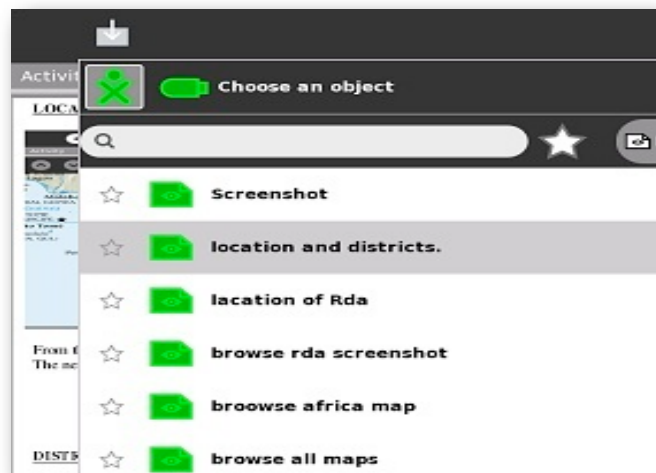 Activit
Choose an object
LOCA
Screenshot
location and districts.
lacation of Rda
browse rda screenshot
From t
The ne
broowse africa map
DISTR
browse all maps